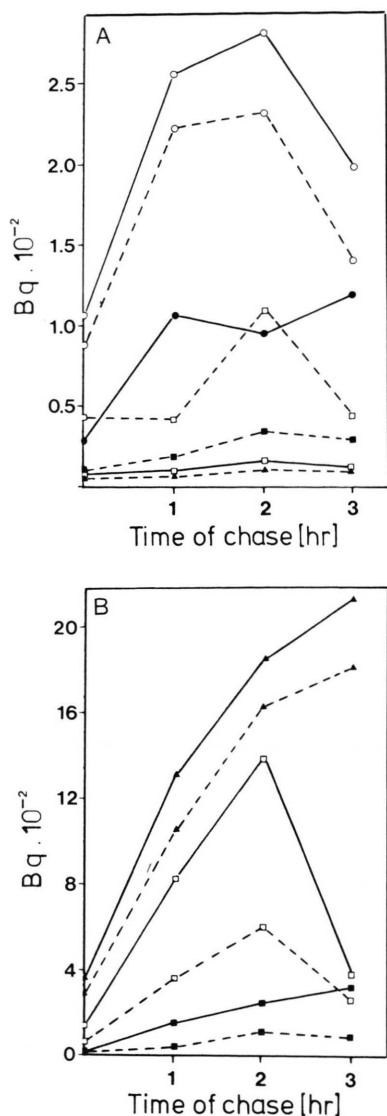 A
2.5
2.0
1.5
1.0
0.5
Bq . 10⁻²
1 2 3
Time of chase [hr]
B
20
16
12
8
4
0
Bq . 10⁻²
1 2 3
Time of chase [hr]